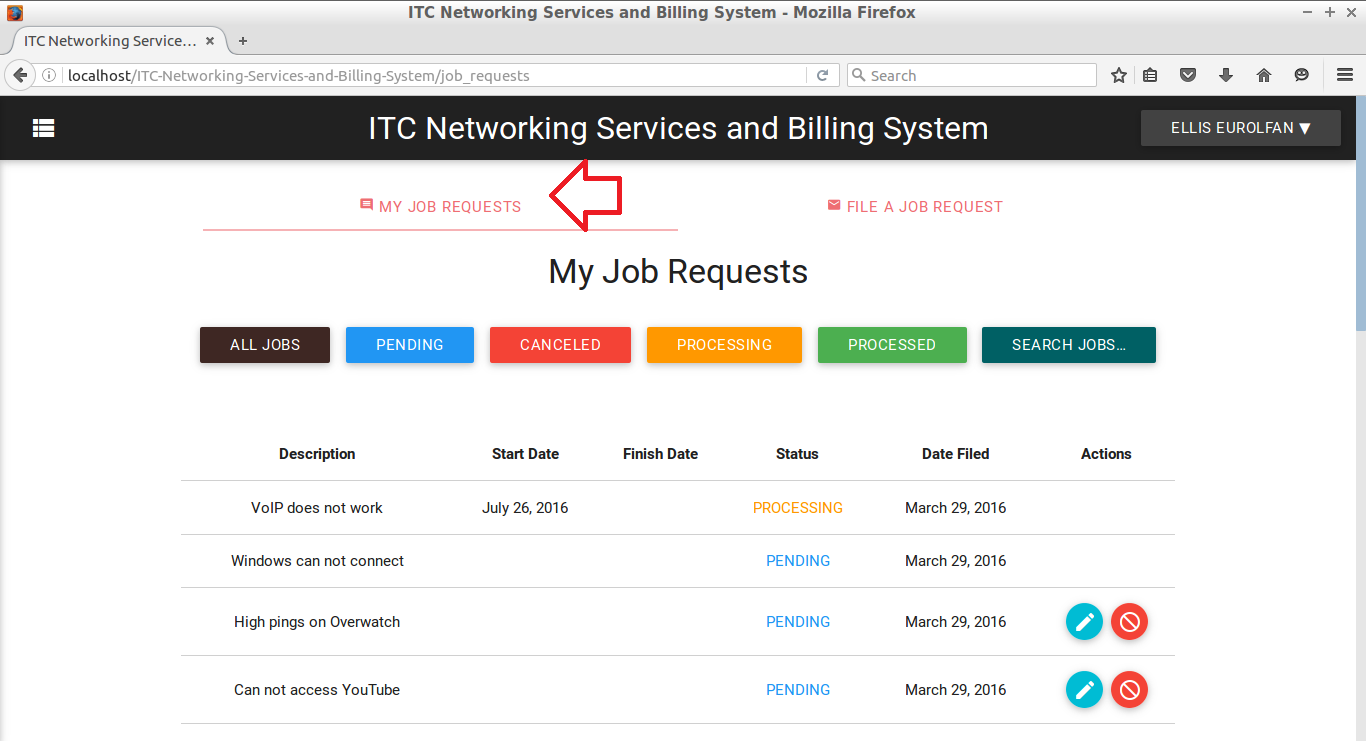 ITC Networking Services and Billing System - Mozilla Firefox
ITC Networking Service...
localhost/ITC-Networking-Services-and-Billing-System/job_requests
Search
ITC Networking Services and Billing System
ELLIS EUROLFAN ▼
MY JOB REQUESTS
FILE A JOB REQUEST
My Job Requests
ALL JOBS PENDING CANCELED PROCESSING PROCESSED SEARCH JOBS...
Description Start Date Finish Date Status Date Filed Actions
VoIP does not work July 26, 2016 PROCESSING March 29, 2016
Windows can not connect PENDING March 29, 2016
High pings on Overwatch PENDING March 29, 2016
Can not access YouTube PENDING March 29, 2016